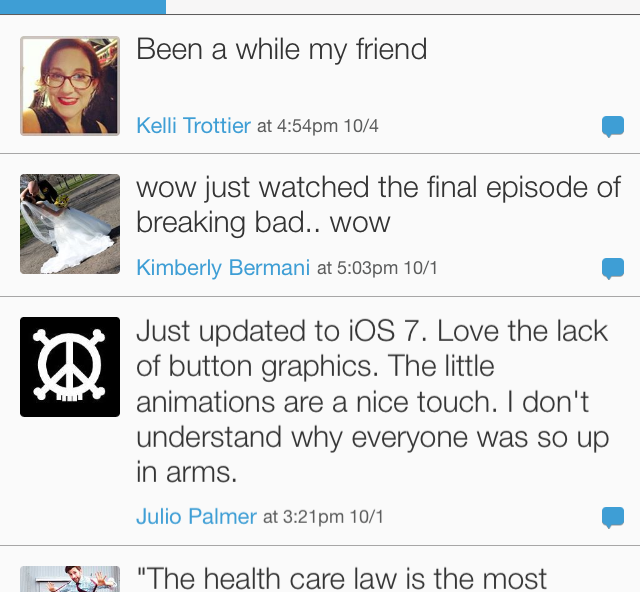 Been a while my friend
Kelli Trottier at 4:54pm 10/4
wow just watched the final episode of
breaking bad.. wow
Kimberly Bermani at 5:03pm 10/1
Just updated to iOS 7. Love the lack
of button graphics. The little
animations are a nice touch. I don't
understand why everyone was so up
in arms.
Julio Palmer at 3:21pm 10/1
"The health care law is the most